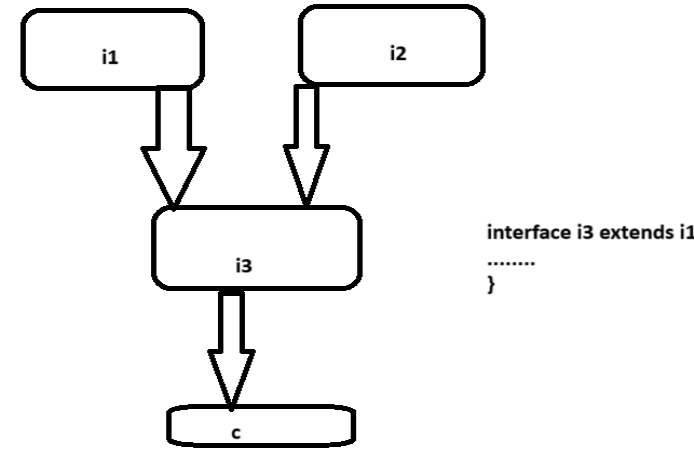 i1
i2
i3
interface i3 extends i1
........
}
c